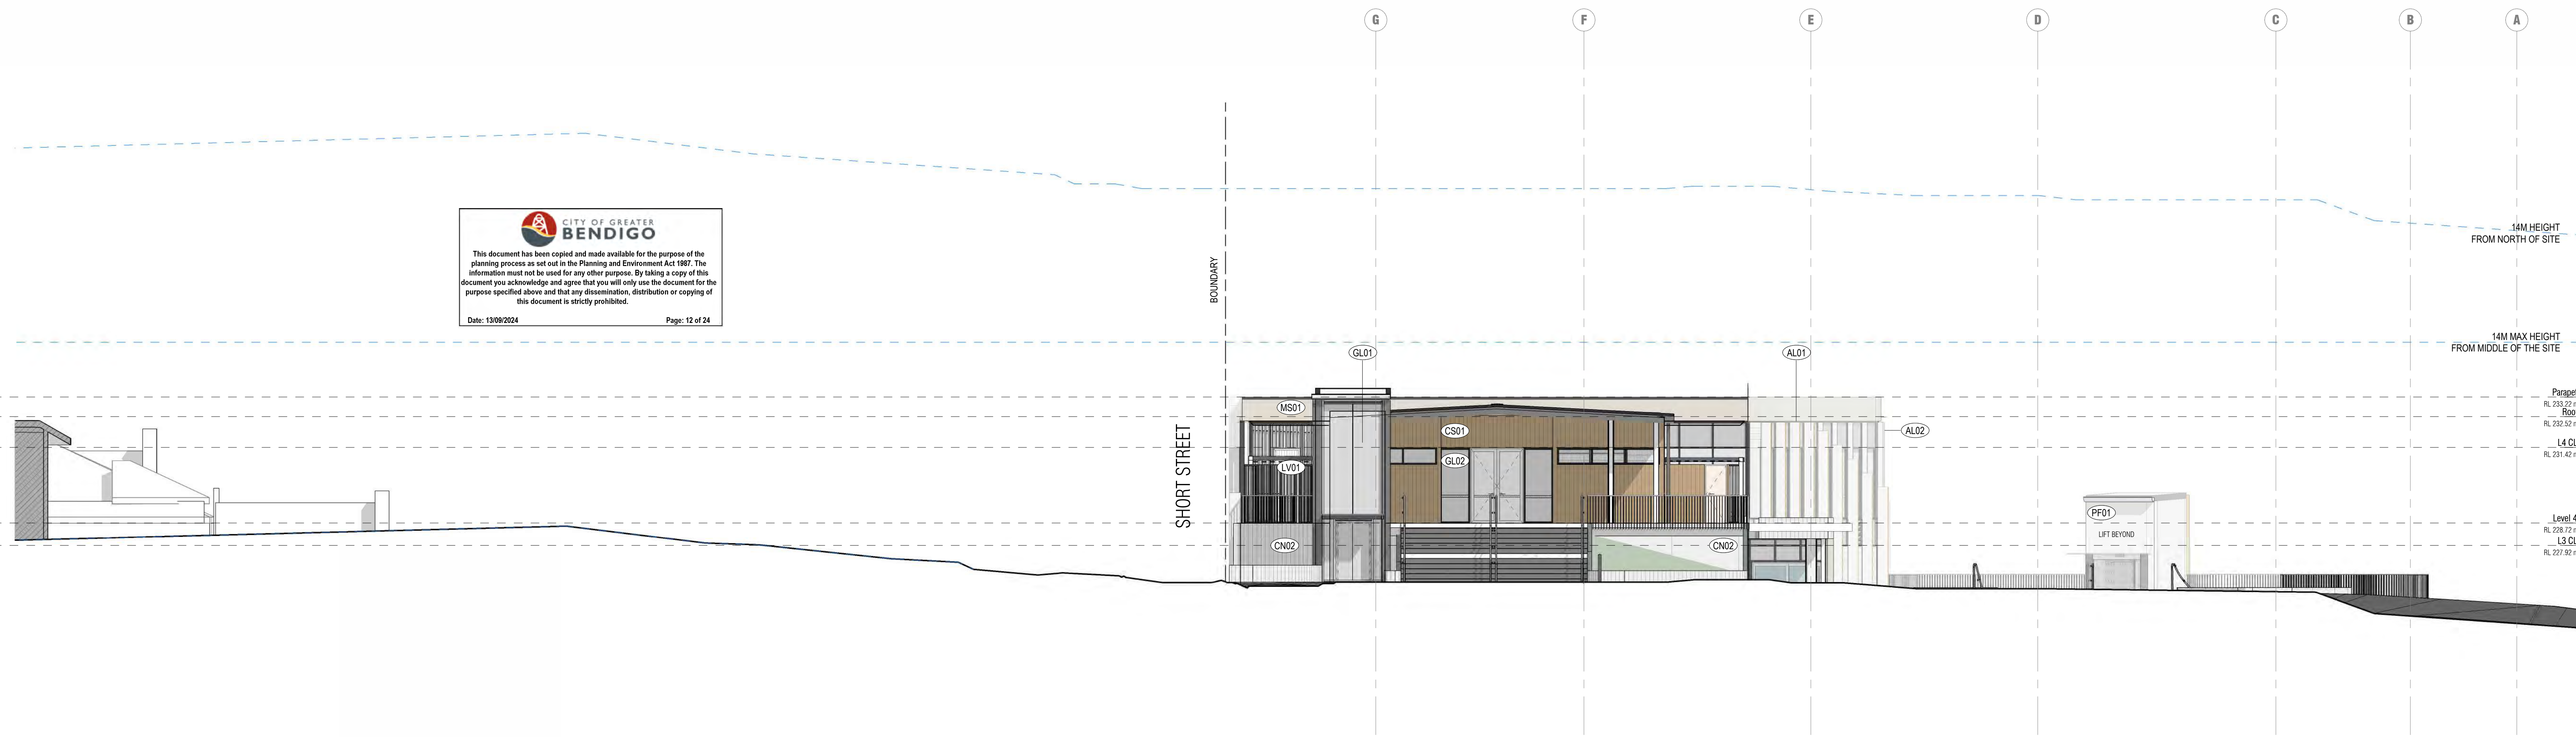 G
F
E
D
C
B
A
CITY OF GREATER
BENDIGO
This document has been copied and made available for the purpose of the
planning process as set out in the Planning and Environment Act 1987. The
information must not be used for any other purpose. By taking a copy of this
document you acknowledge and agree that you will only use the document for the
purpose specified above and that any dissemination, distribution or copying of
this document is strictly prohibited.
Date: 13/09/2024 Page: 12 of 24
BOUNDARY
SHORT STREET
14M HEIGHT
FROM NORTH OF SITE
14M MAX HEIGHT
FROM MIDDLE OF THE SITE
GL01
AL01
MS01
CS01
AL02
GL02
LV01
CN02
CN02
PF01
LIFT BEYOND
Parapet
RL 233.22 m
Roo
RL 232.52 m
L4 CL
RL 231.42 m
Level 4
RL 228.72 m
L3 CL
RL 227.92 m